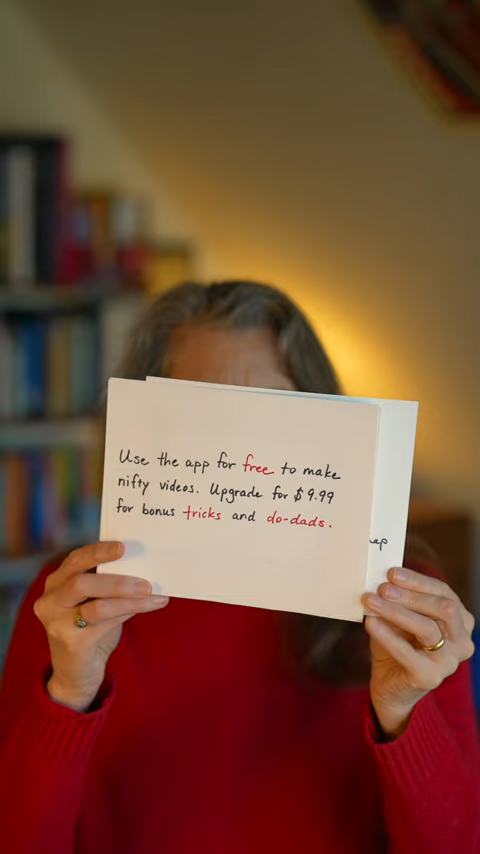 Use the app for free to make
nifty videos. Upgrade for $9.99
for bonus tricks and do-dads.